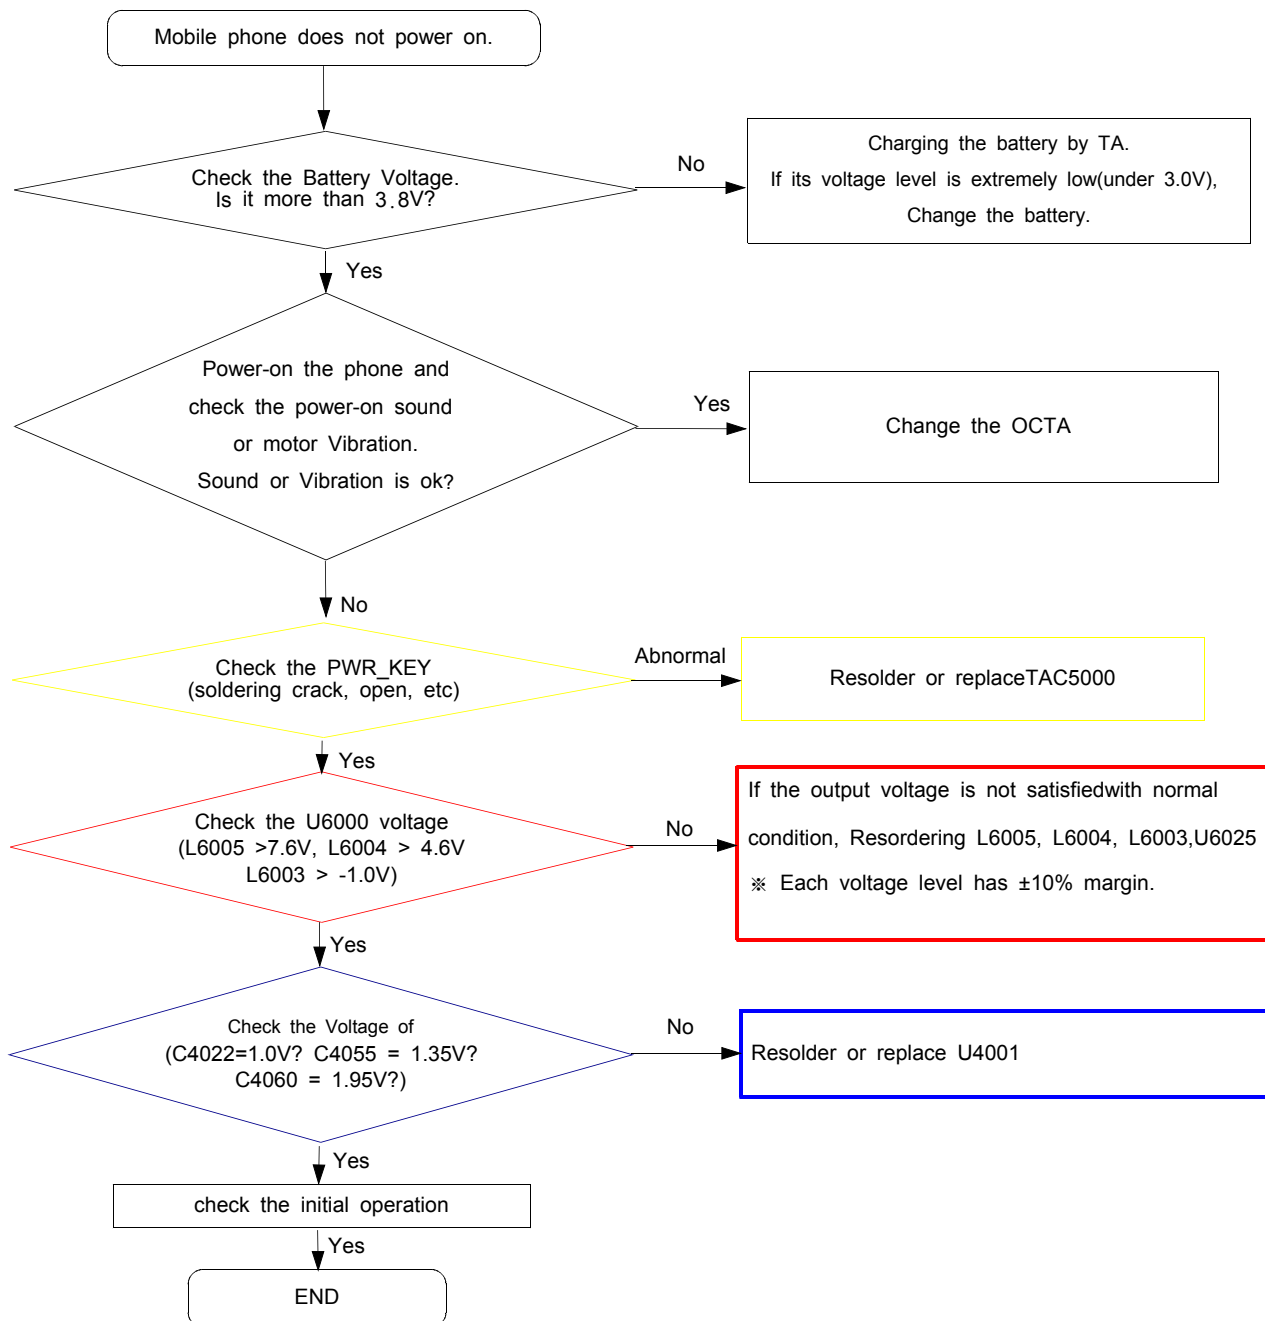 Mobile phone does not power on.
Check the Battery Voltage.
Is it more than 3.8V?
No
Charging the battery by TA.
If its voltage level is extremely low(under 3.0V),
Change the battery.
Yes
Power-on the phone and
check the power-on sound
or motor Vibration.
Sound or Vibration is ok?
Yes
Change the OCTA
No
Check the PWR_KEY
(soldering crack, open, etc)
Abnormal
Resolder or replaceTAC5000
Yes
Check the U6000 voltage
(L6005 >7.6V, L6004 > 4.6V
L6003 > -1.0V)
No
If the output voltage is not satisfiedwith normal
condition, Resordering L6005, L6004, L6003,U6025
※ Each voltage level has ±10% margin.
Yes
Check the Voltage of
(C4022=1.0V? C4055 = 1.35V?
C4060 = 1.95V?)
No
Resolder or replace U4001
Yes
check the initial operation
Yes
END